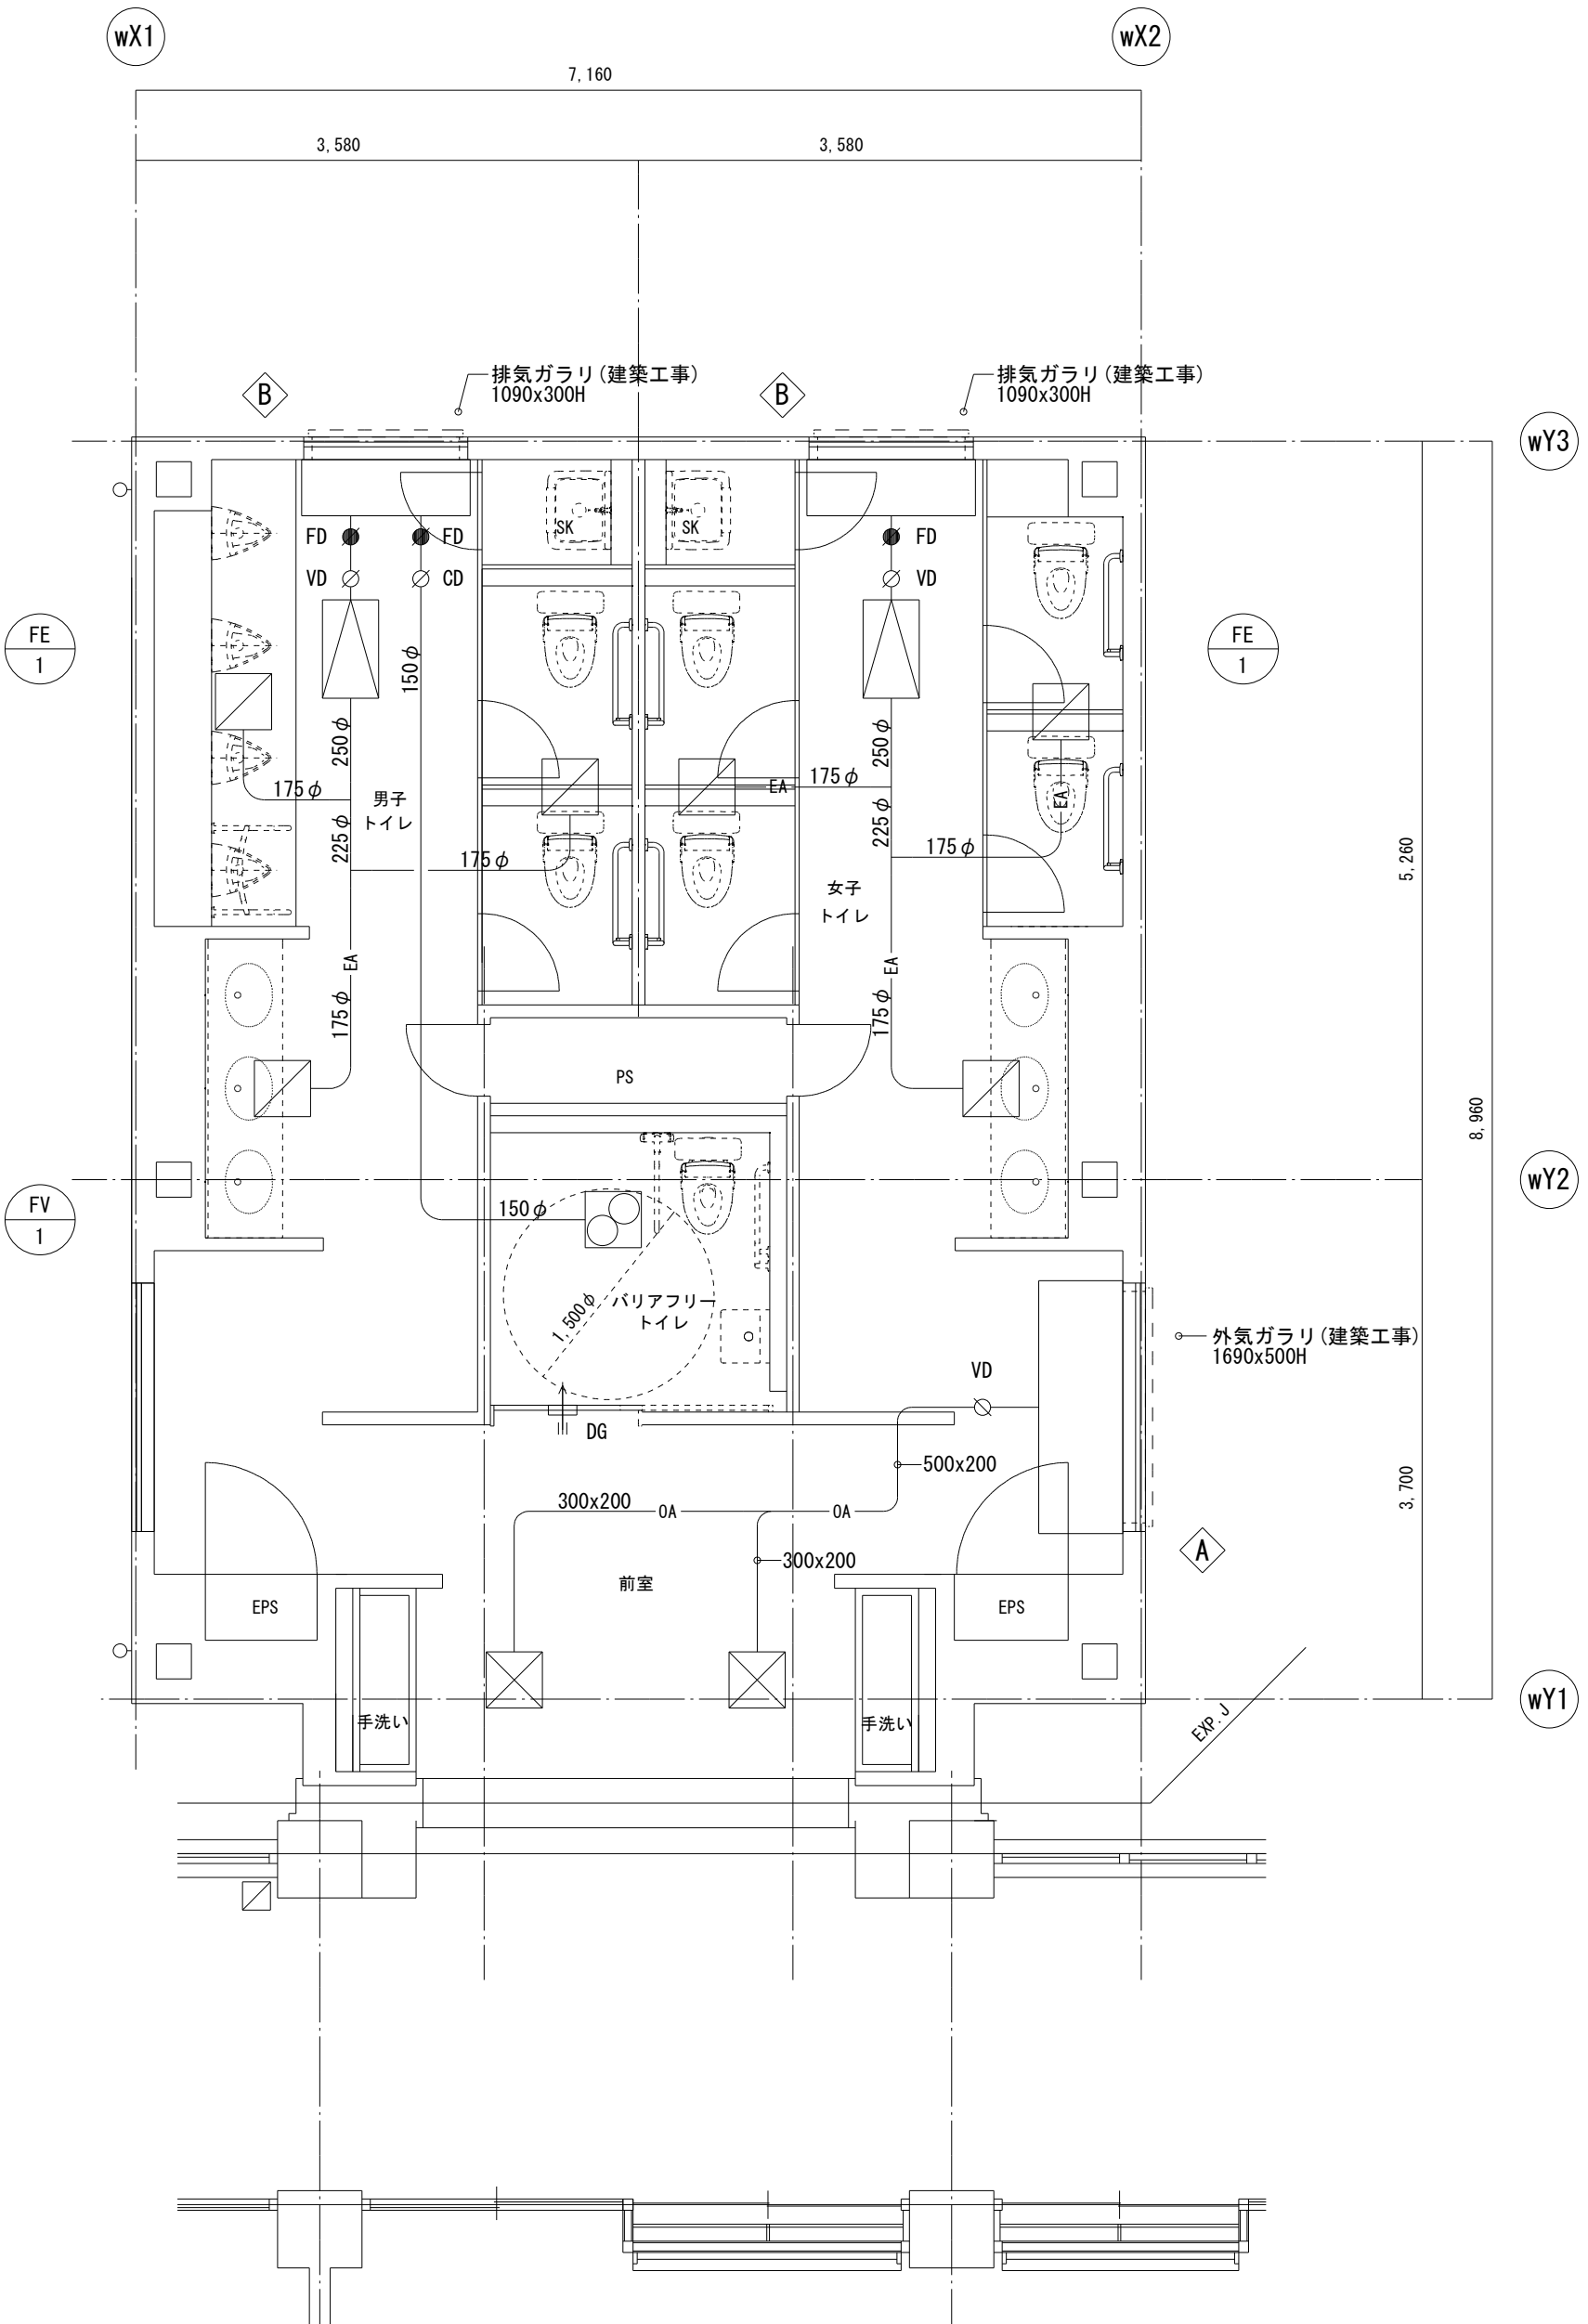 wX1
wX2
7,160
3,580
3,580
排気ガラリ(建築工事)
1090x300H
排気ガラリ(建築工事)
1090x300H
B
B
wY3
SK
SK
FD
FD
FD
VD
CD
VD
FE
1
FE
1
150φ
250φ
250φ
175φ
EA
175φ
男子
トイレ
225φ
225φ
EA
175φ
175φ
5,260
女子
トイレ
EA
EA
175φ
175φ
PS
8,960
wY2
FV
1
150φ
1,500φ
バリアフリー
トイレ
外気ガラリ(建築工事)
1690x500H
VD
DG
500x200
300x200
OA
OA
3,700
A
300x200
前室
EPS
EPS
wY1
手洗い
手洗い
EXP.J